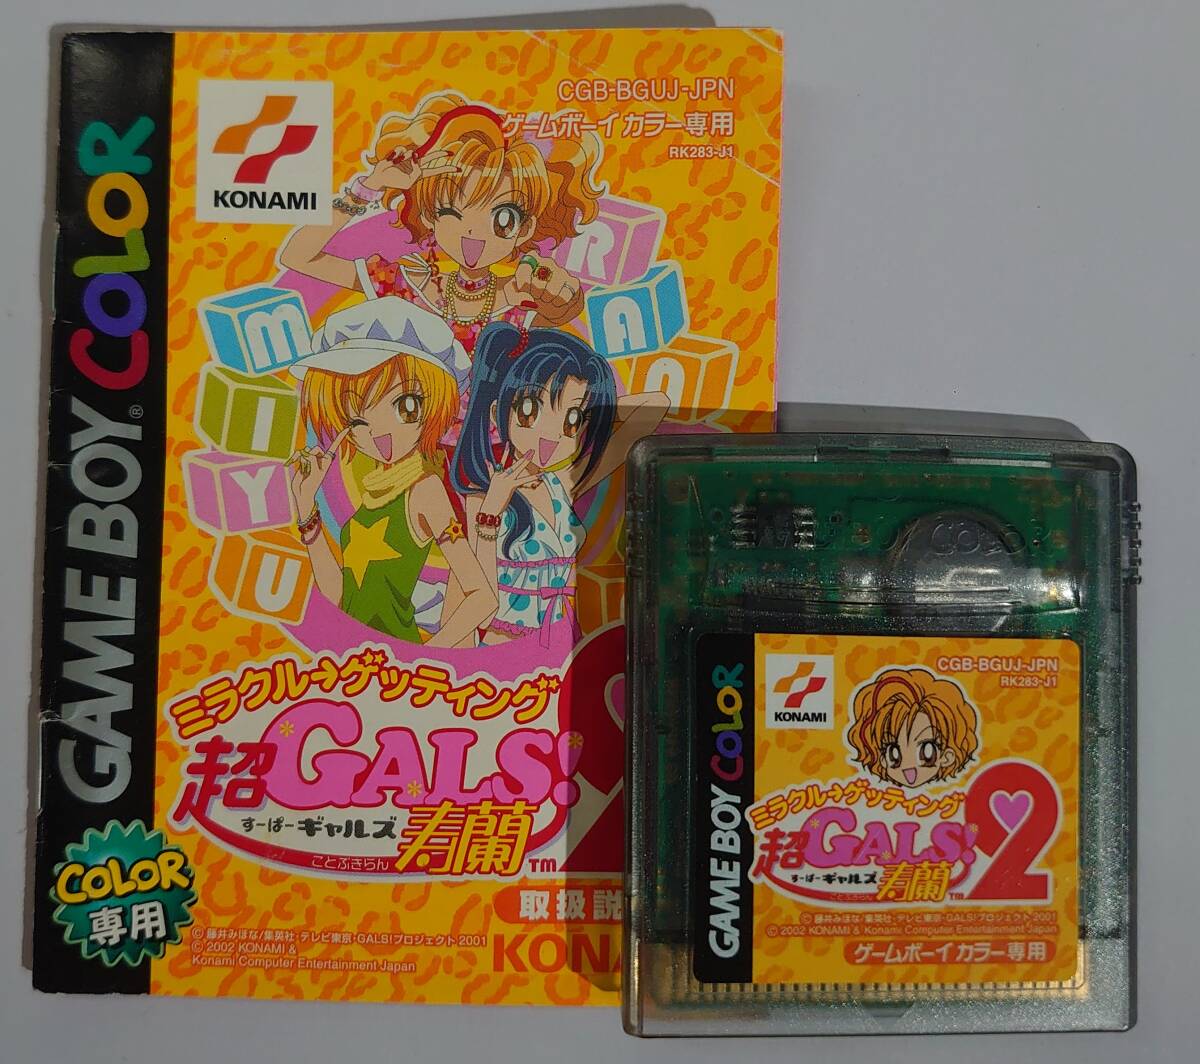 GAME BOY COLOR
®
KONAMI
CGB-BGUJ-JPN
ゲームボーイカラー専用
RK283-J1
R
A
N
M
I
Y
U
ミラクル→ゲッティング
超GALS!
2
すーぱーギャルズ
寿蘭
ことぶきらん
TM
取扱説
COLOR
専用
© 藤井みほな/集英社・テレビ東京・GALS!プロジェクト 2001
© 2002 KONAMI &
Konami Computer Entertainment Japan
KONA
COLOR
GAME BOY COLOR
KONAMI
CGB-BGUJ-JPN
RK283-J1
ミラクル→ゲッティング
超GALS!
2
すーぱーギャルズ
寿蘭
ことぶきらん
TM
© 藤井みほな/集英社・テレビ東京・GALS!プロジェクト 2001
© 2002 KONAMI & Konami Computer Entertainment Japan
ゲームボーイカラー専用